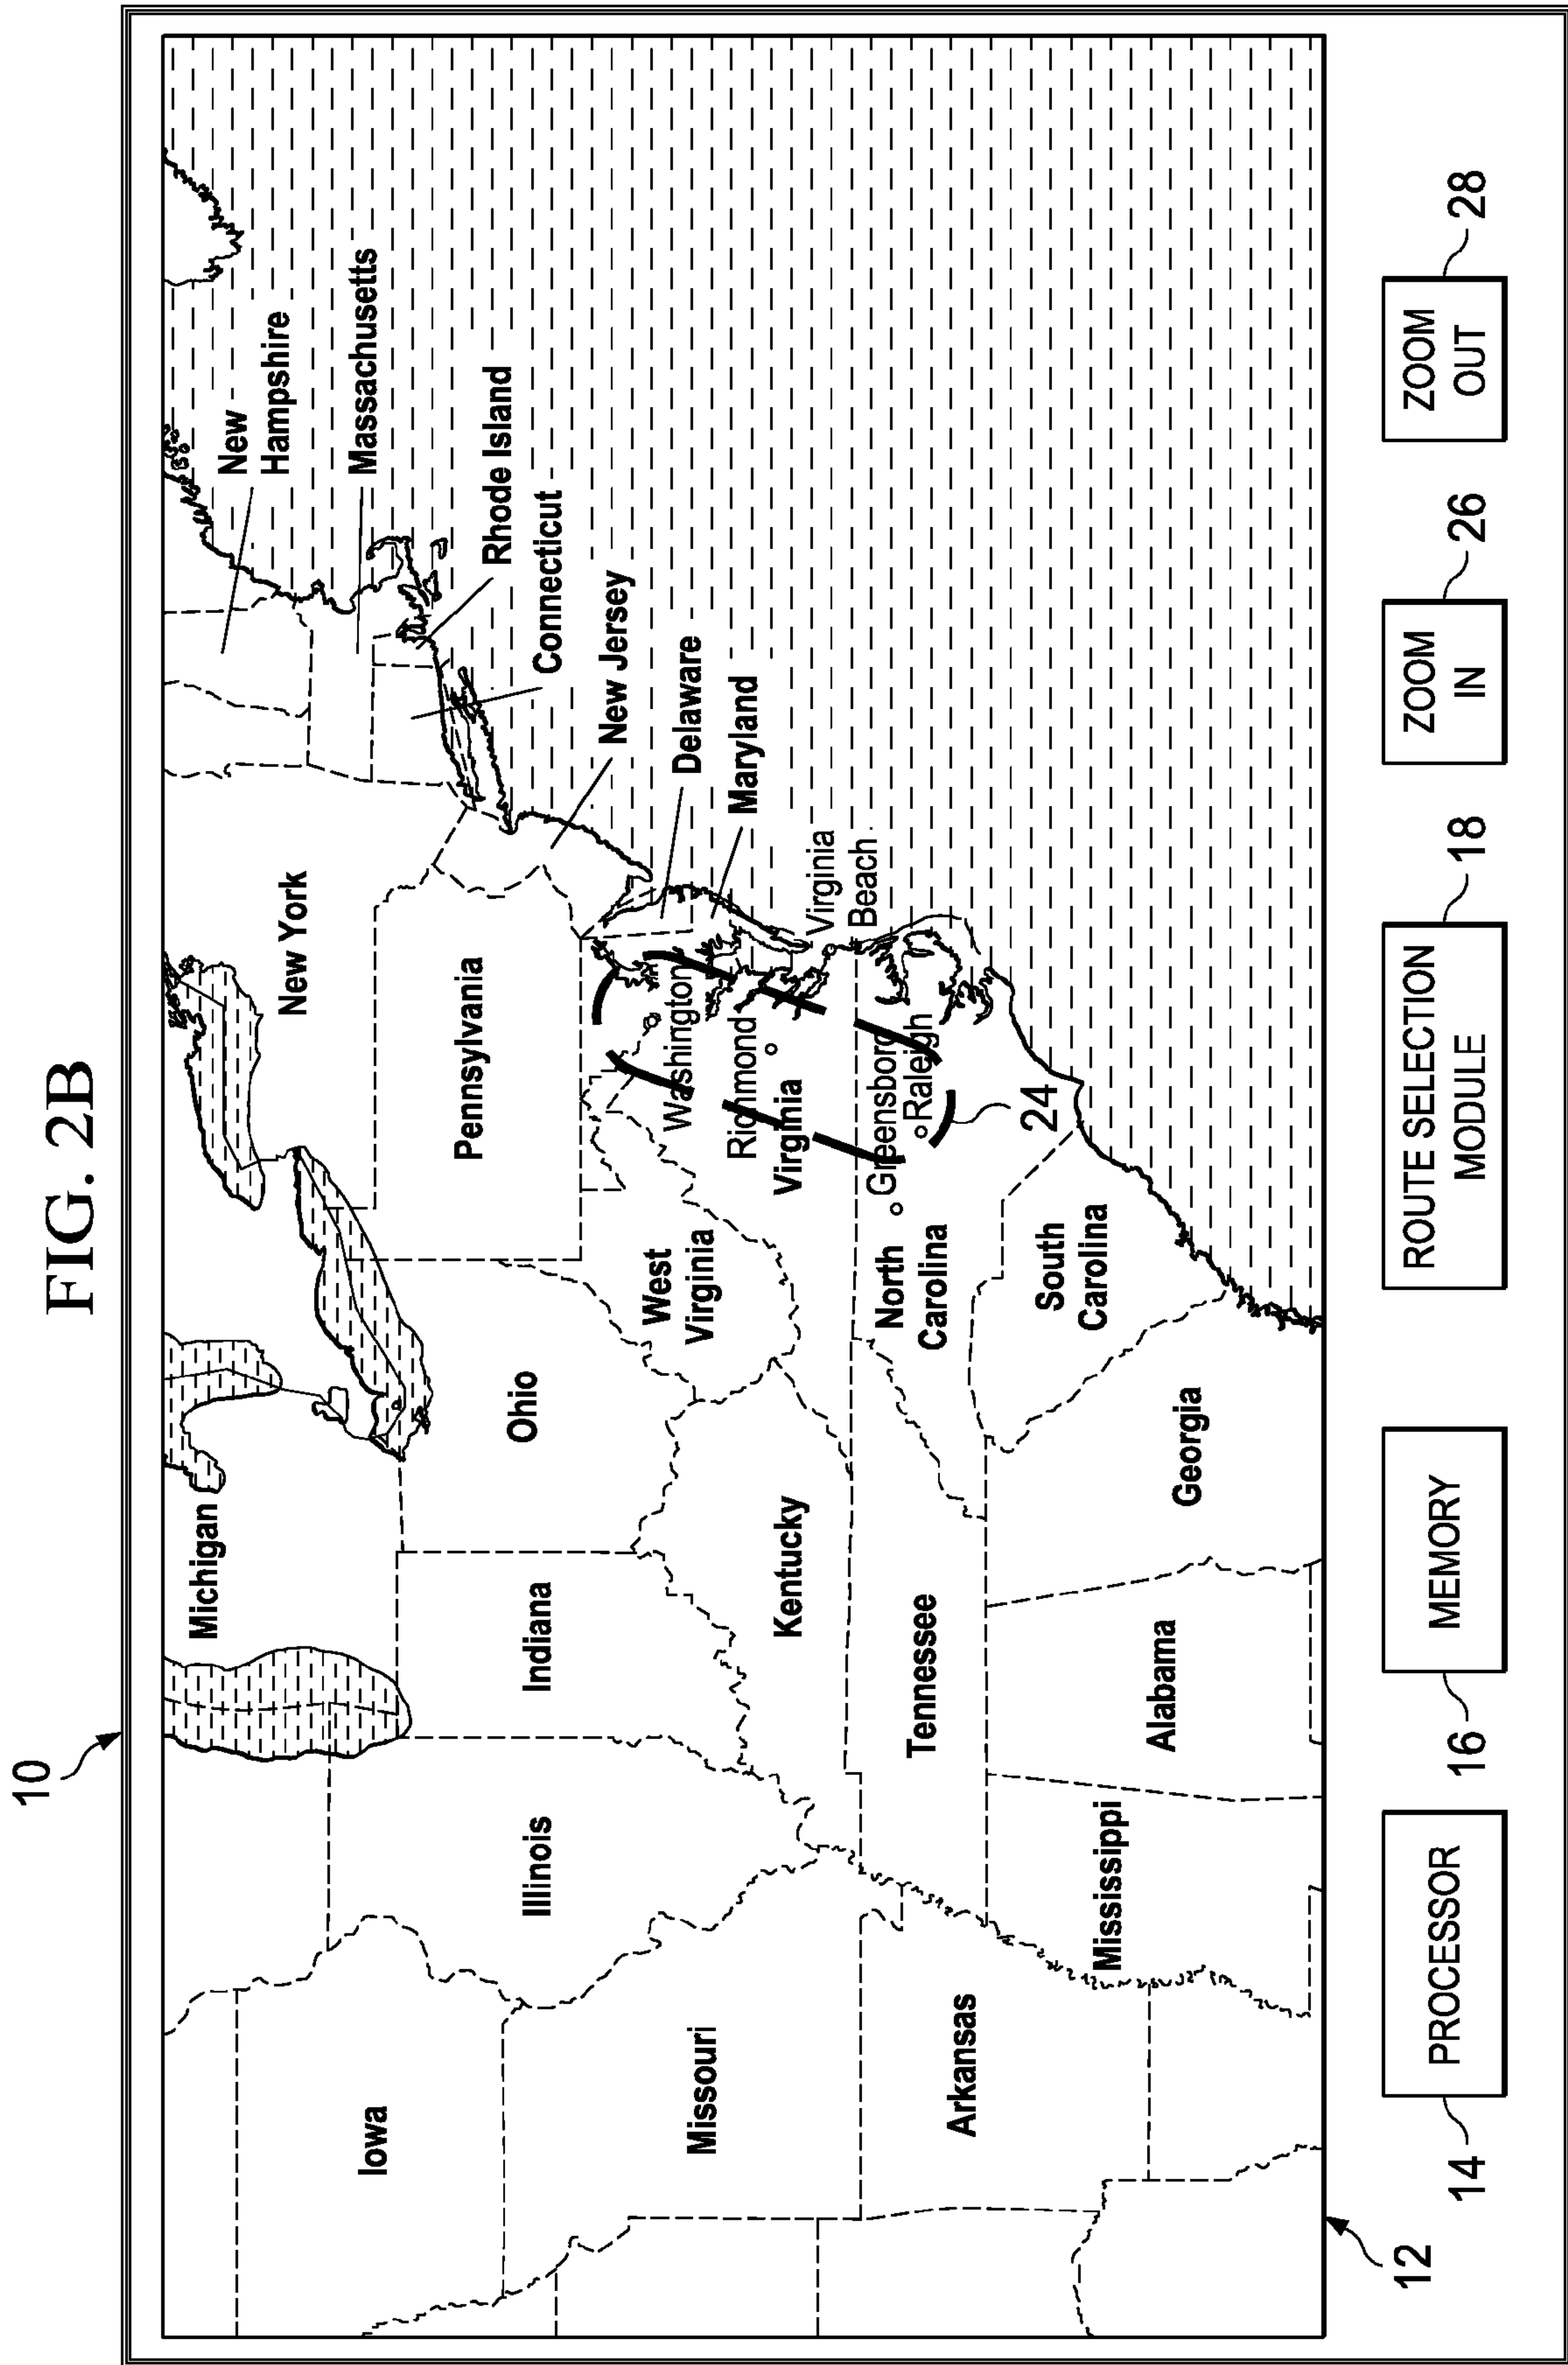 FIG. 2B
10
Michigan
New York
New
Hampshire
Massachusetts
Iowa
Illinois
Indiana
Ohio
Pennsylvania
Rhode Island
Connecticut
New Jersey
Delaware
Maryland
Missouri
Kentucky
West
Virginia
Washington
Richmond
Virginia
Virginia
Beach
Arkansas
Tennessee
North
Carolina
Greensboro
Raleigh
24
Mississippi
Alabama
Georgia
South
Carolina
12
14
PROCESSOR
16
MEMORY
ROUTE SELECTION
MODULE
18
ZOOM
IN
26
ZOOM
OUT
28